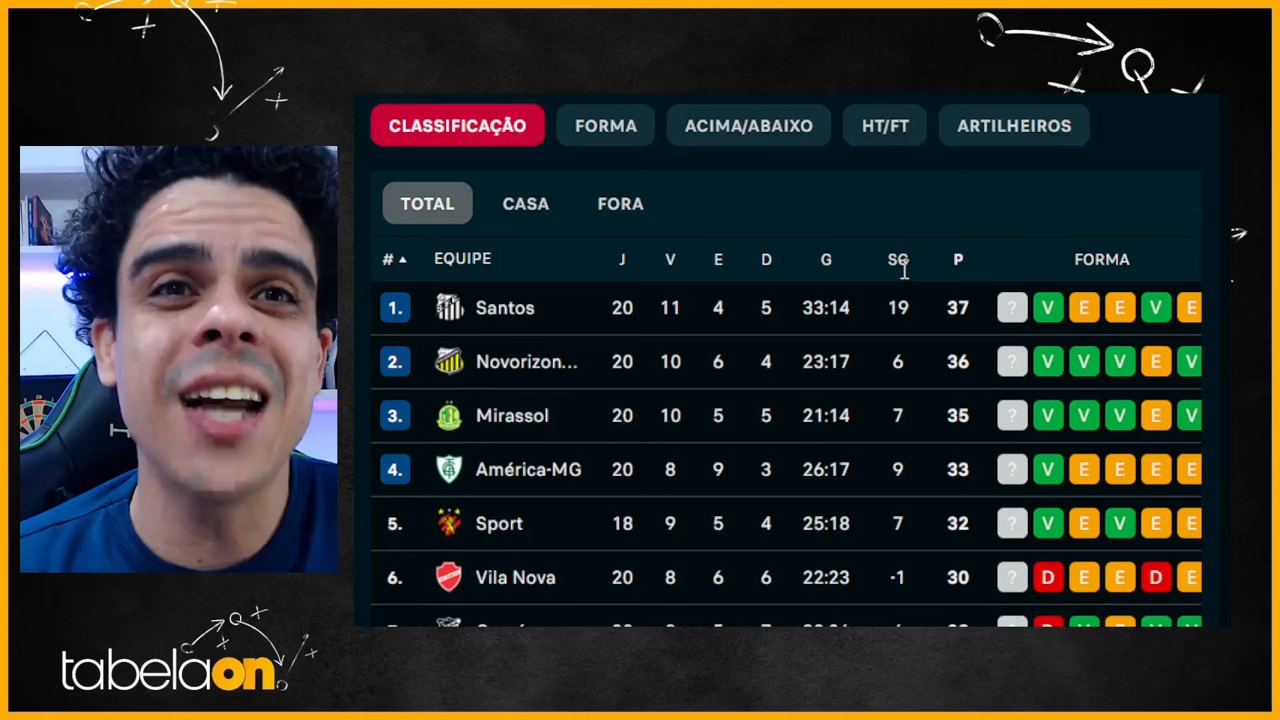 CLASSIFICAÇÃO FORMA ACIMA/ABAIXO HT/FT ARTILHEIROS
TOTAL CASA FORA
# EQUIPE J V E D G SG P FORMA
1. Santos 20 11 4 5 33:14 19 37 ? V E E V E
2. Novorizon... 20 10 6 4 23:17 6 36 ? V V V E V
3. Mirassol 20 10 5 5 21:14 7 35 ? V V V E V
4. América-MG 20 8 9 3 26:17 9 33 ? V E E E E
5. Sport 18 9 5 4 25:18 7 32 ? V E V E E
6. Vila Nova 20 8 6 6 22:23 -1 30 ? D E E D E
tabelaon